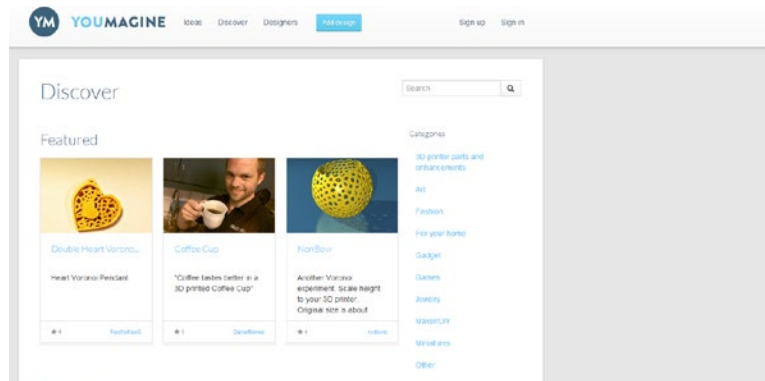 YM YOUMAGINE Ideas Discover Designers Add design Sign up Sign in
Discover
Search
Featured
Double Heart Vorono...
Heart Voronoi Pendant
4
Coffee Cup
"Coffee tastes better in a
3D printed Coffee Cup"
1
NonBowl
Another Voronoi
experiment. Scale height
to your 3D printer.
Original size is about
Categories
3D printer parts and
enhancements
Art
Fashion
For your home
Gadget
Games
Jewelry
Maker/DIY
Miniatures
Other